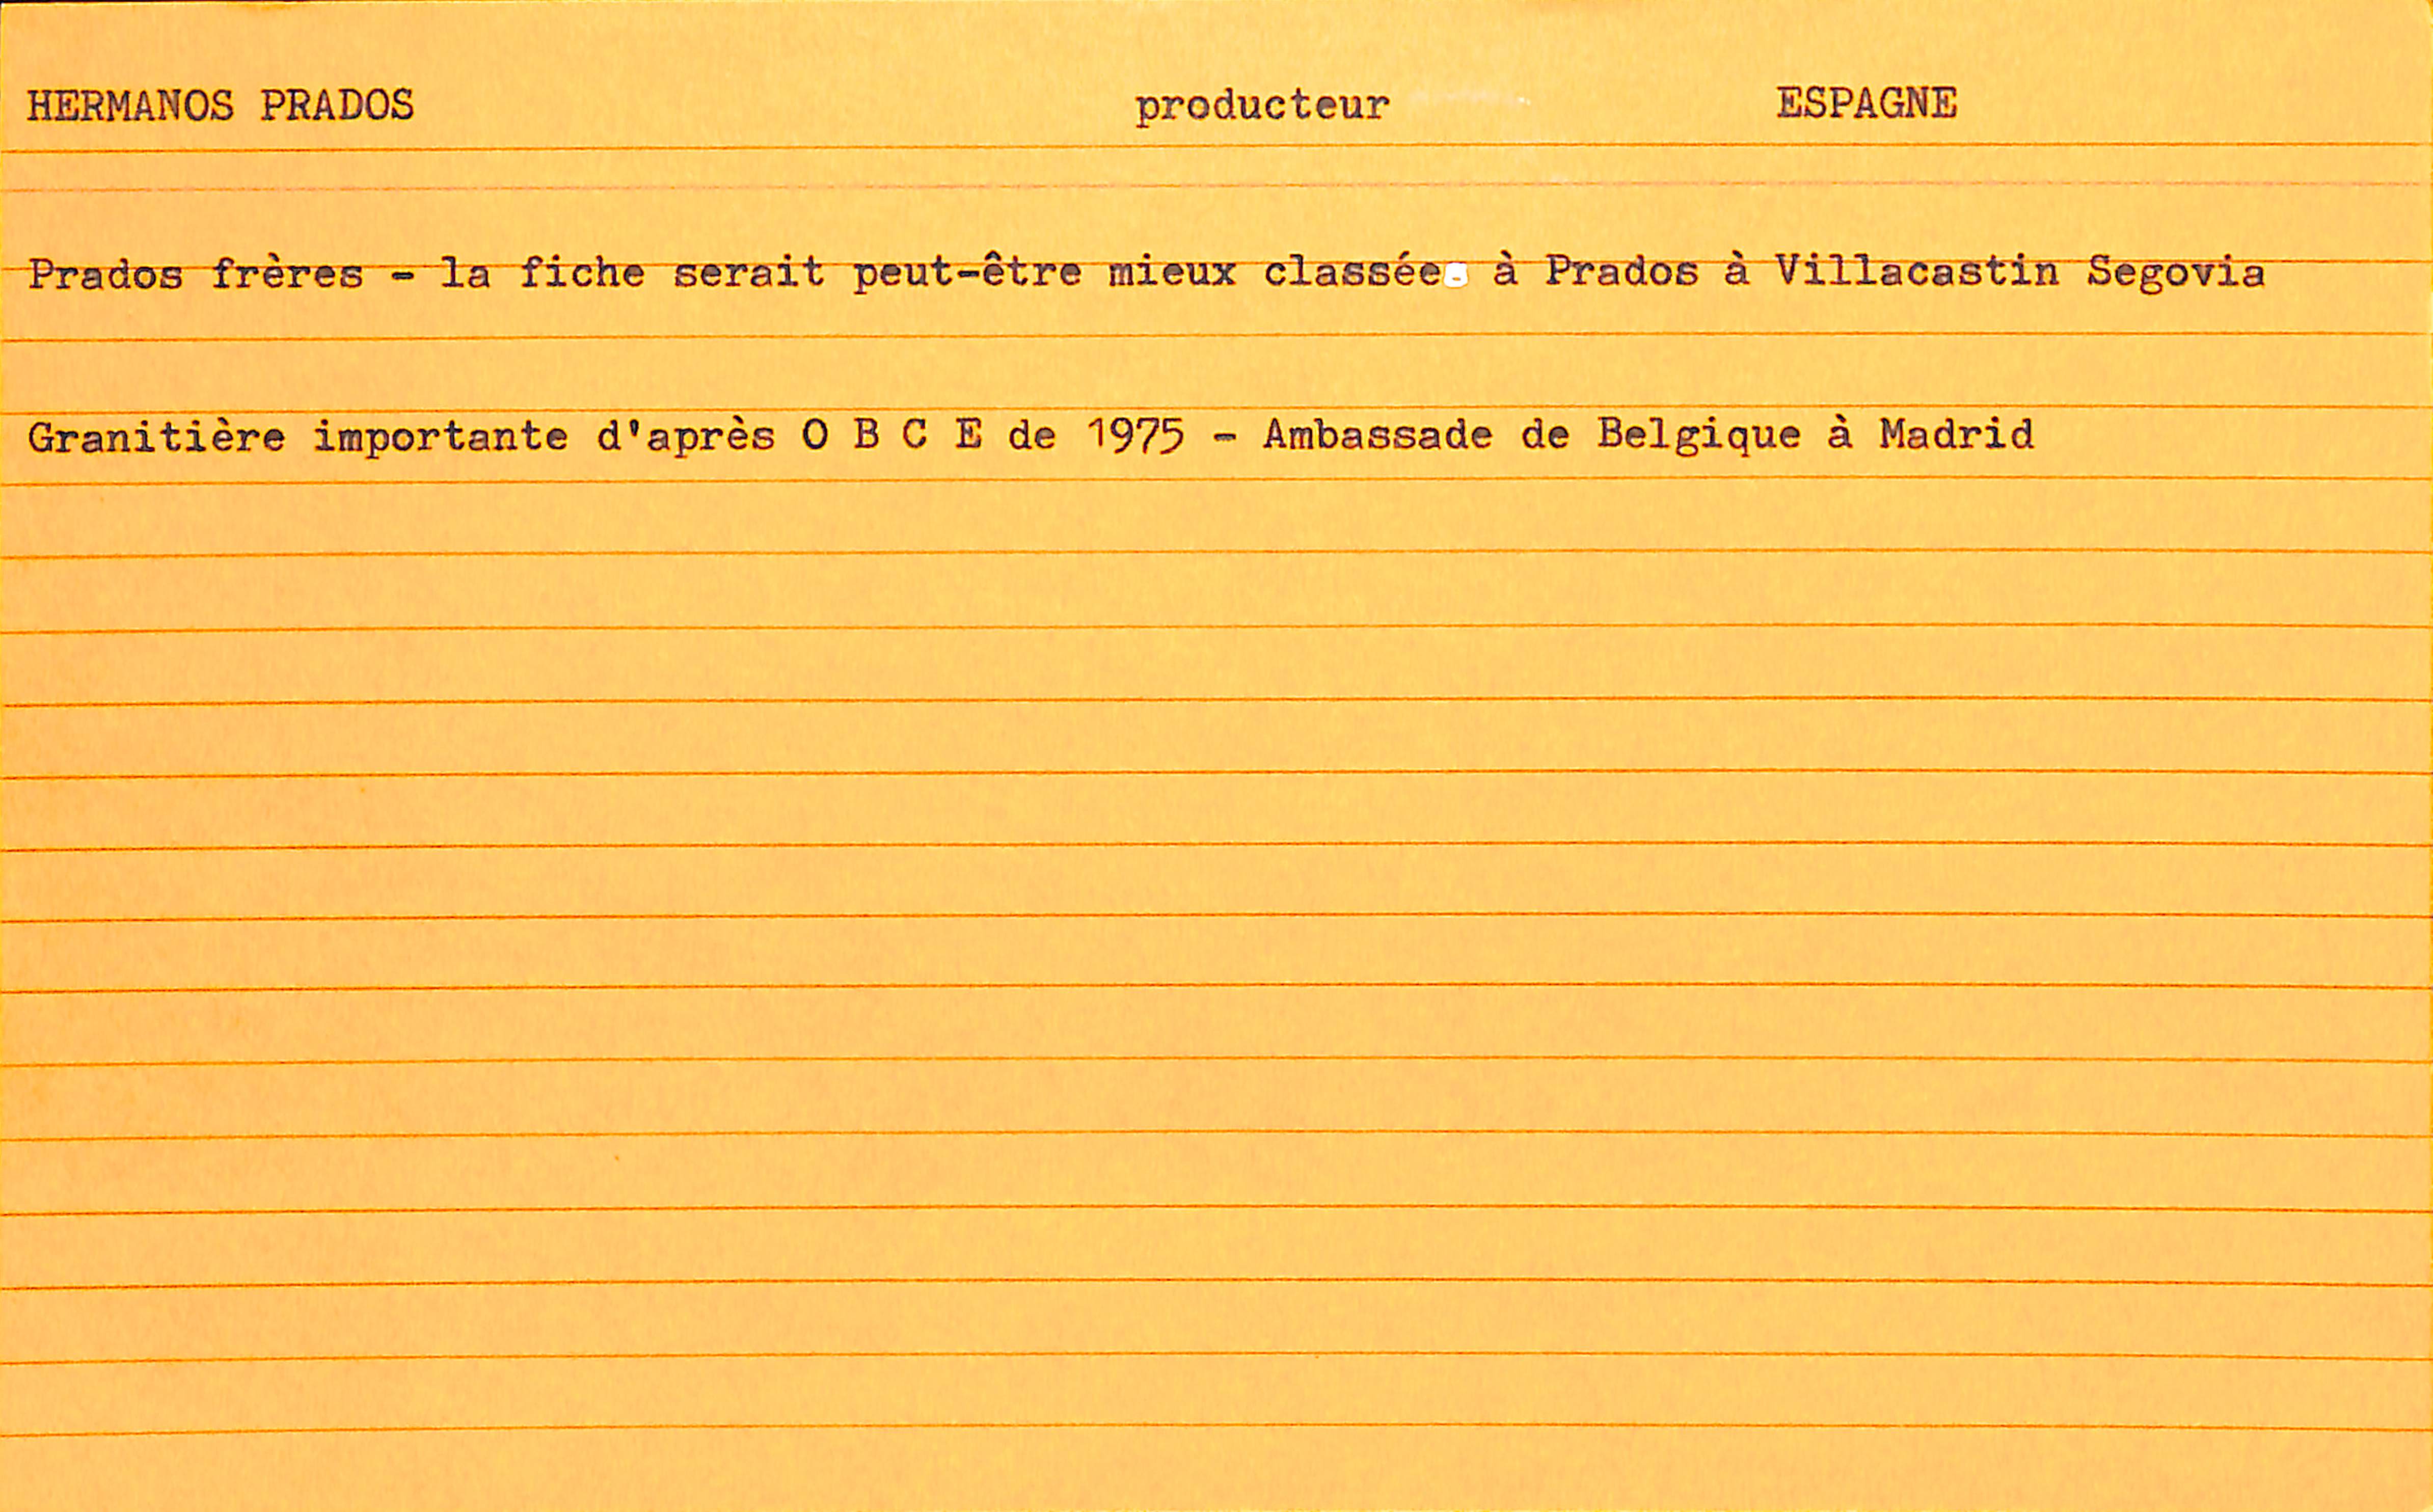 HERMANOS PRADOS producteur ESPAGNE
Prados frères - la fiche serait peut-être mieux classée à Prados à Villacastin Segovia
Granitière importante d'après O B C E de 1975 - Ambassade de Belgique à Madrid